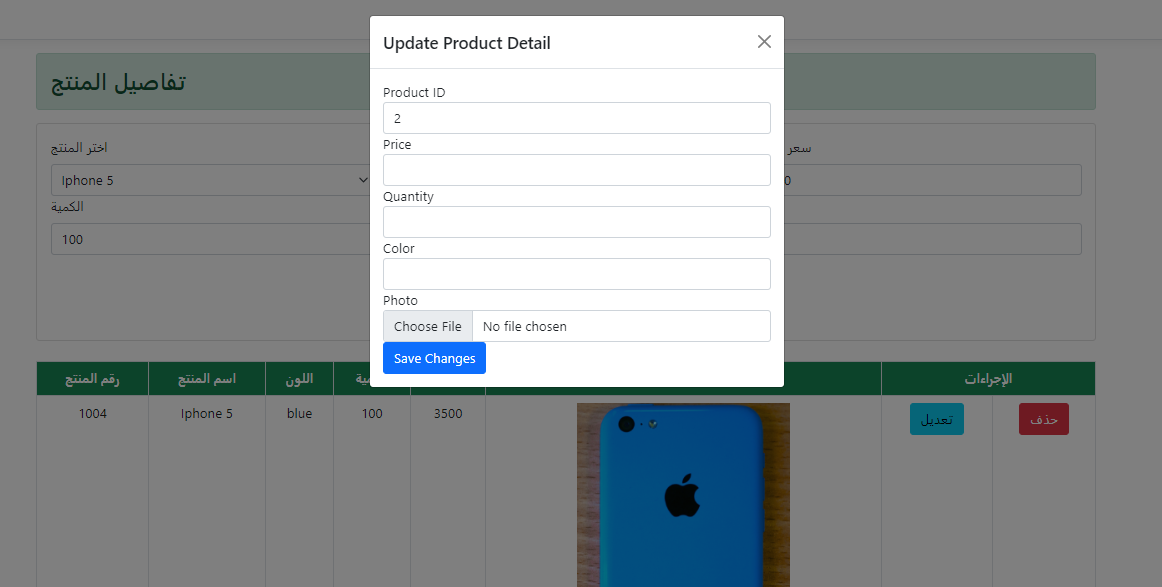 Update Product Detail
Product ID
2
Price
Quantity
Color
Photo
Choose File No file chosen
Save Changes
تفاصيل المنتج
اختر المنتج
سعر
Iphone 5
0
الكمية
100
رقم المنتج اسم المنتج اللون الإجراءات
1004 Iphone 5 blue 100 3500 تعديل حذف